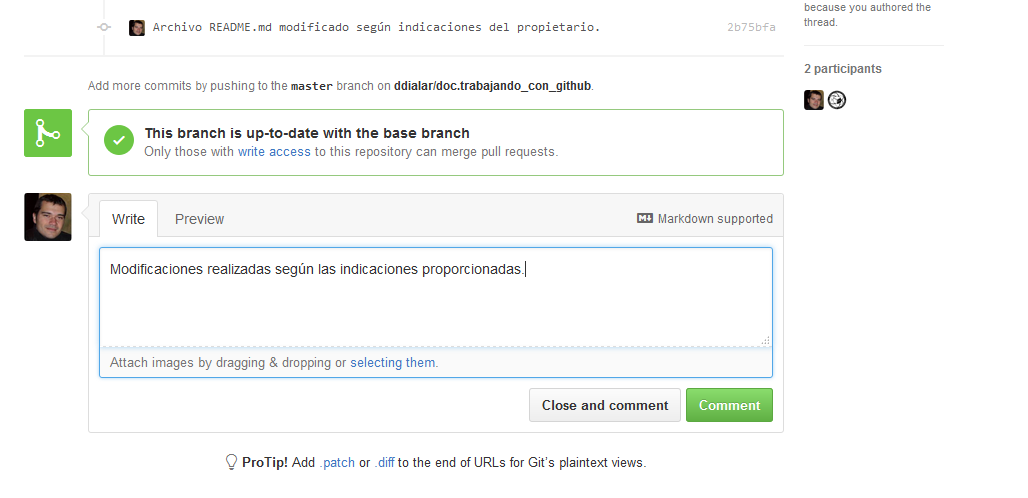 because you authored the
thread.
Archivo README.md modificado según indicaciones del propietario. 2b75bfa
2 participants
Add more commits by pushing to the master branch on ddialar/doc.trabajando_con_github.
This branch is up-to-date with the base branch
Only those with write access to this repository can merge pull requests.
Write Preview Markdown supported
Modificaciones realizadas según las indicaciones proporcionadas.
Attach images by dragging & dropping or selecting them.
Close and comment Comment
ProTip! Add .patch or .diff to the end of URLs for Git's plaintext views.